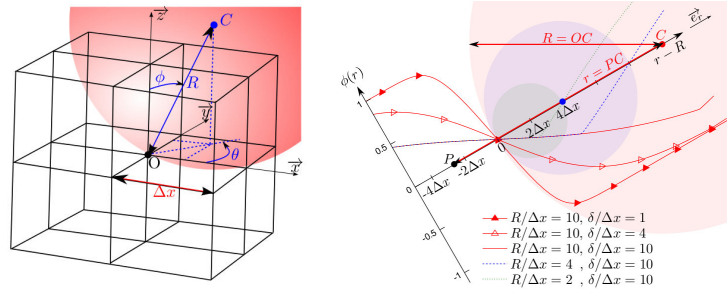 z
C
ϕ
R
y
θ
O
x
Δx
e_r
R = OC
C
r − R
r = PC
ϕ(r)
1
4Δx
2Δx
0.5
0
P
-2Δx
-4Δx
0
-0.5
-1
R/Δx = 10, δ/Δx = 1
R/Δx = 10, δ/Δx = 4
R/Δx = 10, δ/Δx = 10
R/Δx = 4 , δ/Δx = 10
R/Δx = 2 , δ/Δx = 10